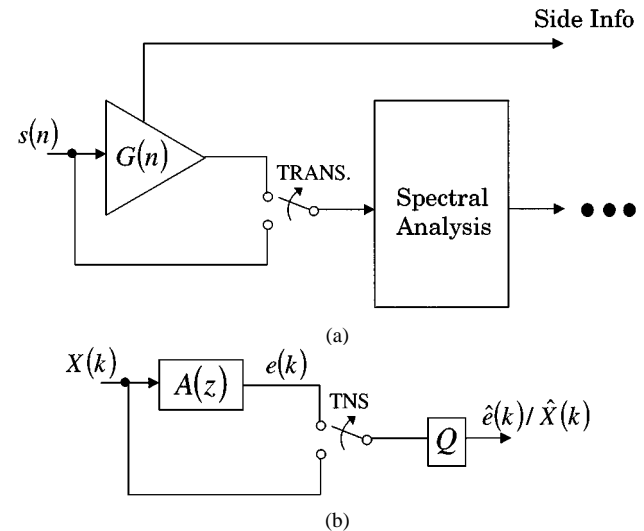 Side Info
s(n)
G(n)
TRANS.
Spectral
Analysis
(a)
X(k)
A(z)
e(k)
TNS
Q
ê(k)/ X̂(k)
(b)